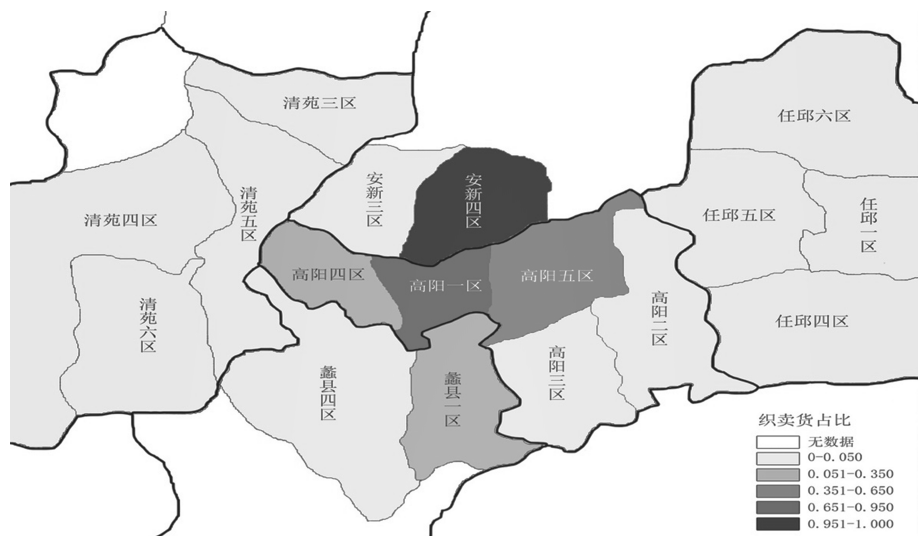 清苑三区
任邱六区
安新三区
安新四区
清苑五区
清苑四区
任邱五区
任邱一区
高阳四区
高阳一区
高阳五区
高阳二区
清苑六区
任邱四区
高阳三区
蠡县四区
蠡县一区
织卖货占比
无数据
0-0.050
0.051-0.350
0.351-0.650
0.651-0.950
0.951-1.000